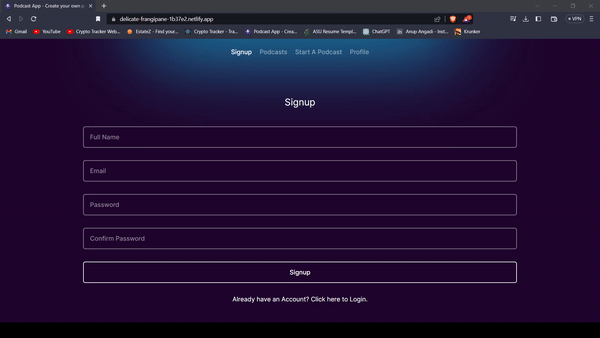 Podcast App - Create your own p
delicate-frangipane-1b37e2.netlify.app
VPN
Gmail YouTube Crypto Tracker Web... EstateZ - Find your... Crypto Tracker - Tra... Podcast App - Crea... ASU Resume Templ... ChatGPT Anup Angadi - Inst... Krunker
Signup Podcasts Start A Podcast Profile
Signup
Full Name
Email
Password
Confirm Password
Signup
Already have an Account? Click here to Login.